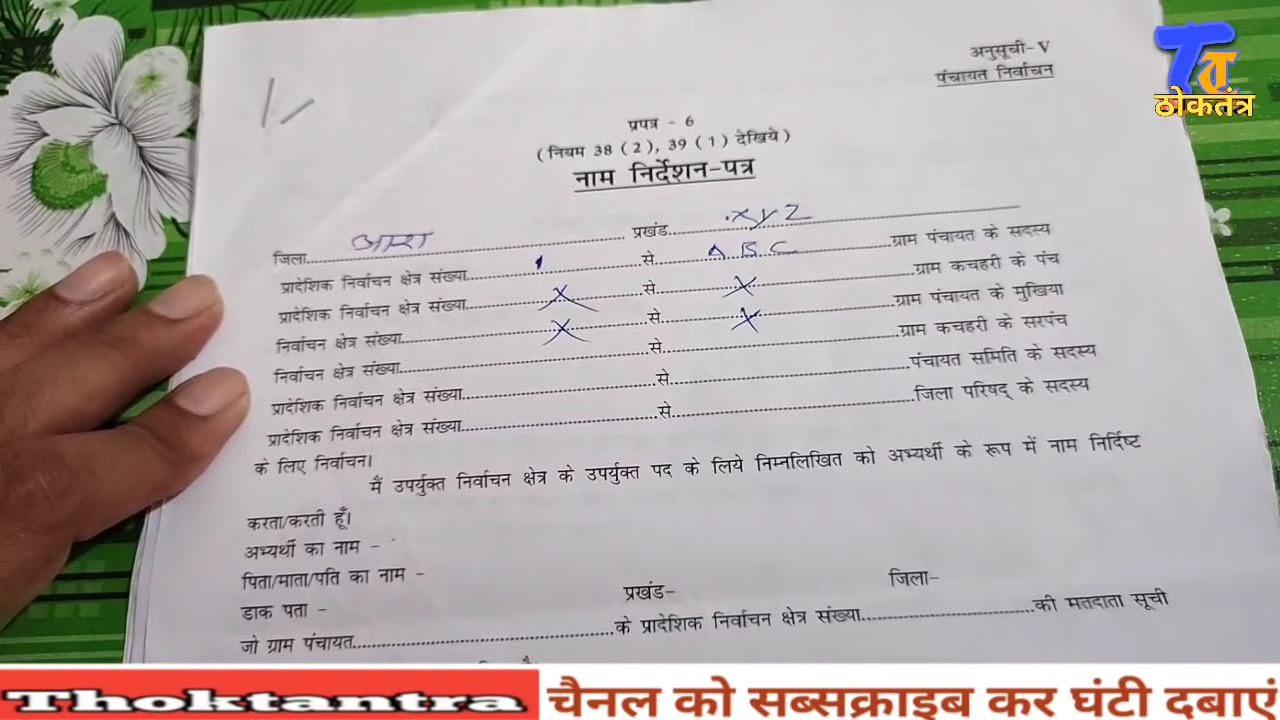 अनुसूची-V
पंचायत निर्वाचन
ठोकतंत्र
प्रपत्र - 6
(नियम 38 (2), 39 (1) देखिये)
नाम निर्देशन-पत्र
जिला आरा प्रखंड xyz
प्रादेशिक निर्वाचन क्षेत्र संख्या 1 से A B C ग्राम पंचायत के सदस्य
प्रादेशिक निर्वाचन क्षेत्र संख्या X से X ग्राम कचहरी के पंच
निर्वाचन क्षेत्र संख्या X से X ग्राम पंचायत के मुखिया
निर्वाचन क्षेत्र संख्या से ग्राम कचहरी के सरपंच
प्रादेशिक निर्वाचन क्षेत्र संख्या से पंचायत समिति के सदस्य
प्रादेशिक निर्वाचन क्षेत्र संख्या से जिला परिषद् के सदस्य
के लिए निर्वाचन।
मैं उपर्युक्त निर्वाचन क्षेत्र के उपर्युक्त पद के लिये निम्नलिखित को अभ्यर्थी के रूप में नाम निर्दिष्ट
करता/करती हूँ।
अभ्यर्थी का नाम -
पिता/माता/पति का नाम -
डाक पता - प्रखंड- जिला-
जो ग्राम पंचायत के प्रादेशिक निर्वाचन क्षेत्र संख्या की मतदाता सूची
Thoktantra चैनल को सब्सक्राइब कर घंटी दबाएं